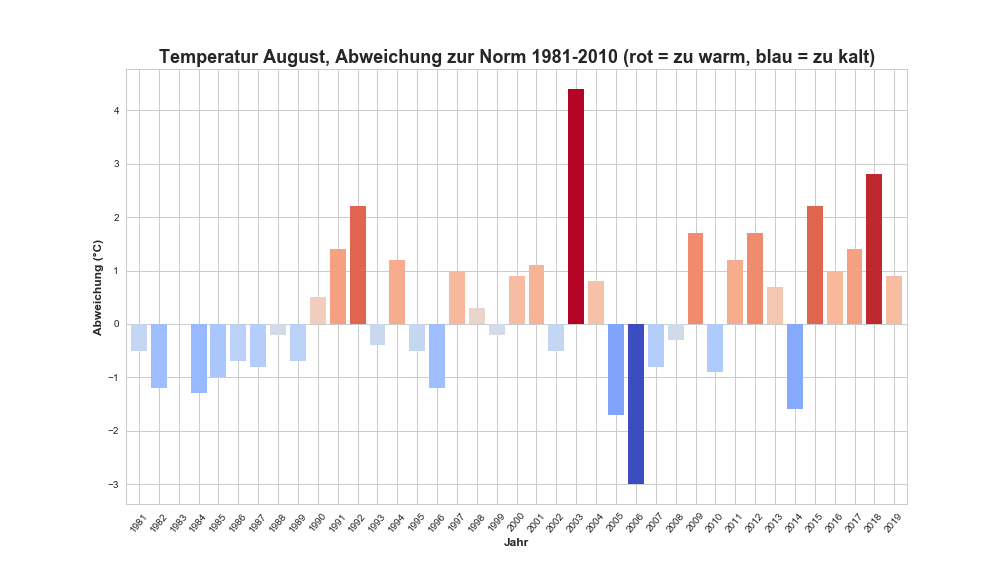 Temperatur August, Abweichung zur Norm 1981-2010 (rot = zu warm, blau = zu kalt)
Abweichung (°C)
4
3
2
1
0
−1
−2
−3
1981 1982 1983 1984 1985 1986 1987 1988 1989 1990 1991 1992 1993 1994 1995 1996 1997 1998 1999 2000 2001 2002 2003 2004 2005 2006 2007 2008 2009 2010 2011 2012 2013 2014 2015 2016 2017 2018 2019
Jahr